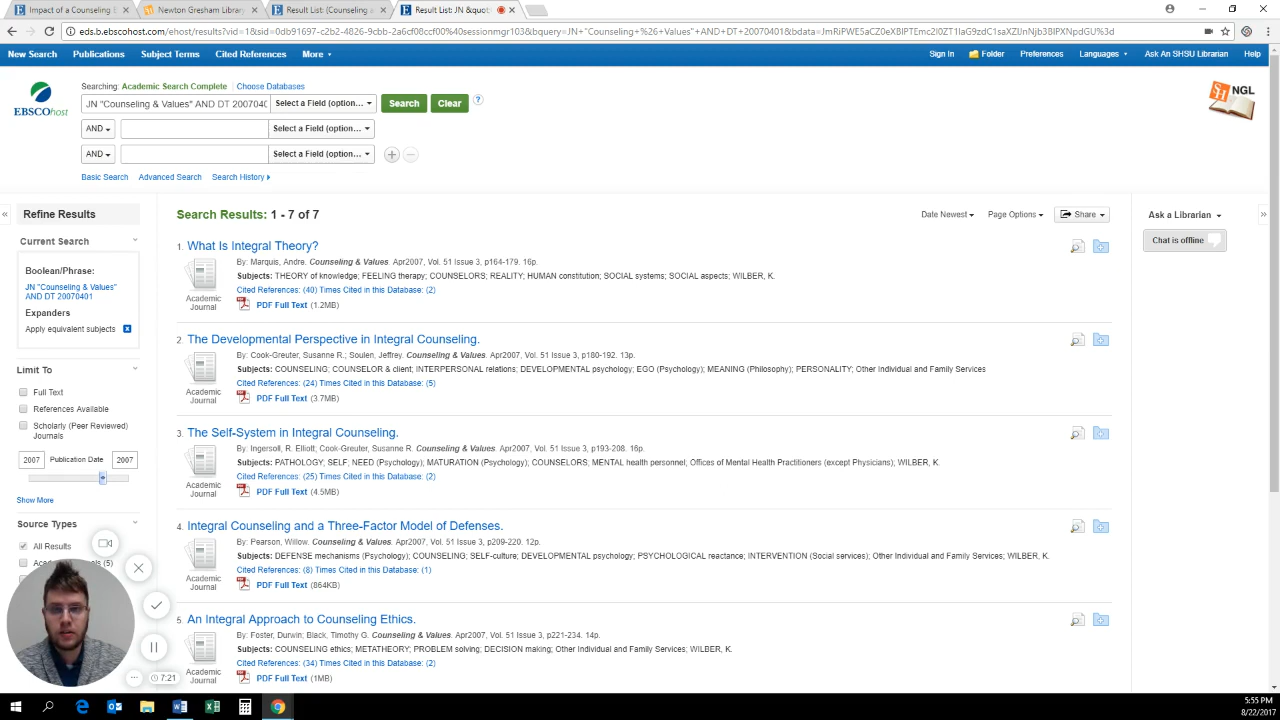 Impact of a Counseling E
Newton Gresham Library
Result List: (Counseling a
Result List: JN &quot
eds.b.ebscohost.com/ehost/results?vid=1&sid=0db91697-c2b2-4826-9cbb-2a6cf08ccf00%40sessionmgr103&bquery=JN+"Counseling+%26+Values"+AND+DT+20070401&bdata=JmRiPWE5aCZ0eXBlPTEmc2l0ZT1laG9zdC1saXZlJnNjb3BlPXNpdGU%3d
New Search Publications Subject Terms Cited References More
Sign In Folder Preferences Languages Ask An SHSU Librarian Help
Searching: Academic Search Complete Choose Databases
JN "Counseling & Values" AND DT 2007040 Select a Field (option... Search Clear ?
EBSCOhost
NGL
AND Select a Field (option...
AND Select a Field (option...
Basic Search Advanced Search Search History
Refine Results
Current Search
Boolean/Phrase:
JN "Counseling & Values"
AND DT 20070401
Expanders
Apply equivalent subjects
Limit To
Full Text
References Available
Scholarly (Peer Reviewed)
Journals
2007 Publication Date 2007
Show More
Source Types
All Results
Search Results: 1 - 7 of 7
Date Newest Page Options Share
1. What Is Integral Theory?
By: Marquis, Andre. Counseling & Values. Apr2007, Vol. 51 Issue 3, p164-179. 16p.
Subjects: THEORY of knowledge; FEELING therapy; COUNSELORS; REALITY; HUMAN constitution; SOCIAL systems; SOCIAL aspects; WILBER, K.
Cited References: (40) Times Cited in this Database: (2)
Academic
Journal
PDF Full Text (1.2MB)
2. The Developmental Perspective in Integral Counseling.
By: Cook-Greuter, Susanne R.; Soulen, Jeffrey. Counseling & Values. Apr2007, Vol. 51 Issue 3, p180-192. 13p.
Subjects: COUNSELING; COUNSELOR & client; INTERPERSONAL relations; DEVELOPMENTAL psychology; EGO (Psychology); MEANING (Philosophy); PERSONALITY; Other Individual and Family Services
Cited References: (24) Times Cited in this Database: (5)
Academic
Journal
PDF Full Text (3.7MB)
3. The Self-System in Integral Counseling.
By: Ingersoll, R. Elliott; Cook-Greuter, Susanne R. Counseling & Values. Apr2007, Vol. 51 Issue 3, p193-208. 16p.
Subjects: PATHOLOGY; SELF; NEED (Psychology); MATURATION (Psychology); COUNSELORS; MENTAL health personnel; Offices of Mental Health Practitioners (except Physicians); WILBER, K.
Cited References: (25) Times Cited in this Database: (2)
Academic
Journal
PDF Full Text (4.5MB)
4. Integral Counseling and a Three-Factor Model of Defenses.
By: Pearson, Willow. Counseling & Values. Apr2007, Vol. 51 Issue 3, p209-220. 12p.
Subjects: DEFENSE mechanisms (Psychology); COUNSELING; SELF-culture; DEVELOPMENTAL psychology; PSYCHOLOGICAL reactance; INTERVENTION (Social services); Other Individual and Family Services; WILBER, K.
Cited References: (8) Times Cited in this Database: (1)
Academic
Journal
PDF Full Text (864KB)
5. An Integral Approach to Counseling Ethics.
By: Foster, Durwin; Black, Timothy G. Counseling & Values. Apr2007, Vol. 51 Issue 3, p221-234. 14p.
Subjects: COUNSELING ethics; METATHEORY; PROBLEM solving; DECISION making; Other Individual and Family Services; WILBER, K.
Cited References: (34) Times Cited in this Database: (2)
Academic
Journal
PDF Full Text (1MB)
Ask a Librarian
Chat is offline
7:21
5:55 PM
8/22/2017